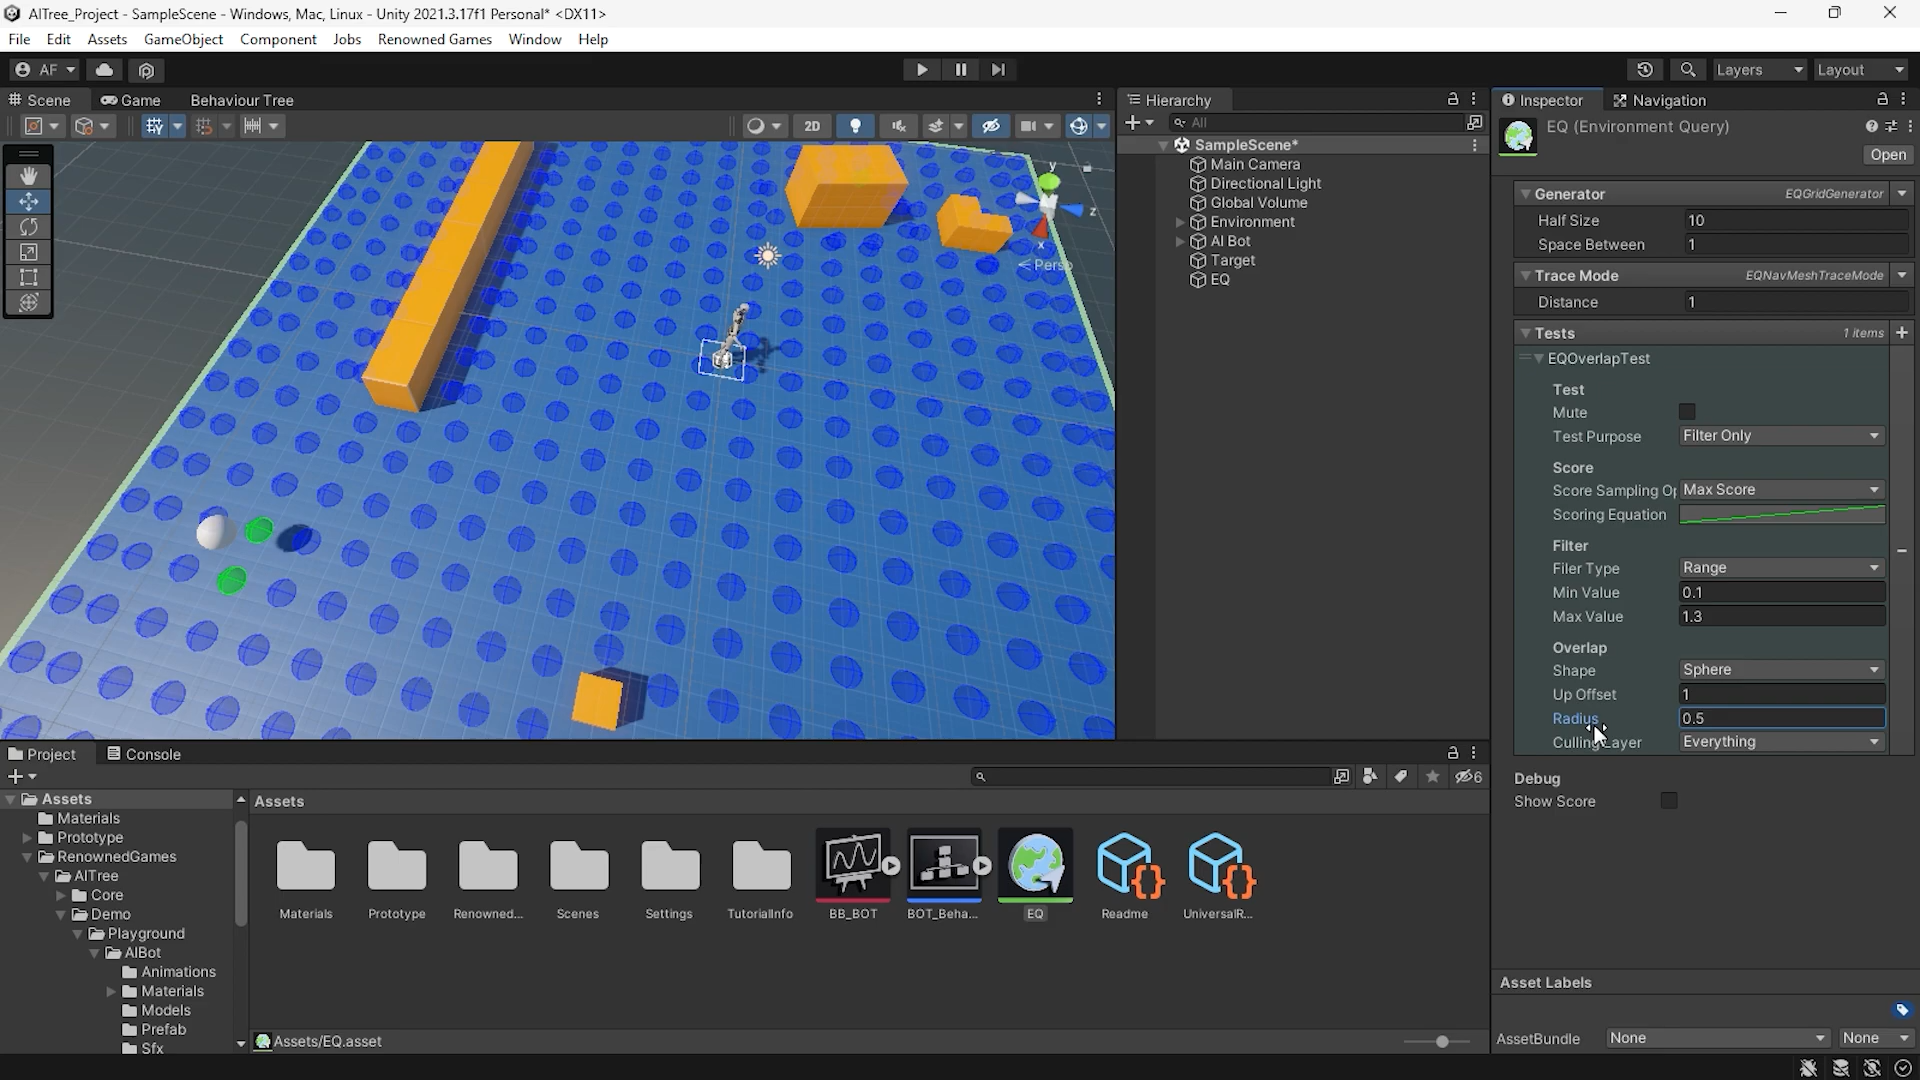 AITree_Project - SampleScene - Windows, Mac, Linux - Unity 2021.3.17f1 Personal* <DX11>
File Edit Assets GameObject Component Jobs Renowned Games Window Help
AF Layers Layout
Scene Game Behaviour Tree
2D
y
z
x
Persp
Hierarchy
All
SampleScene*
Main Camera
Directional Light
Global Volume
Environment
AI Bot
Target
EQ
Inspector Navigation
EQ (Environment Query)
Open
Generator EQGridGenerator
Half Size 10
Space Between 1
Trace Mode EQNavMeshTraceMode
Distance 1
Tests 1 items
EQOverlapTest
Test
Mute
Test Purpose Filter Only
Score
Score Sampling Op Max Score
Scoring Equation
Filter
Filer Type Range
Min Value 0.1
Max Value 1.3
Overlap
Shape Sphere
Up Offset 1
Radius 0.5
Culling Layer Everything
Debug
Show Score
Asset Labels
AssetBundle None None
Project Console
6
Assets
Materials
Prototype
RenownedGames
AITree
Core
Demo
Playground
AIBot
Animations
Materials
Models
Prefab
Sfx
Assets
Materials Prototype Renowned... Scenes Settings TutorialInfo BB_BOT BOT_Beha... EQ Readme UniversalR...
Assets/EQ.asset